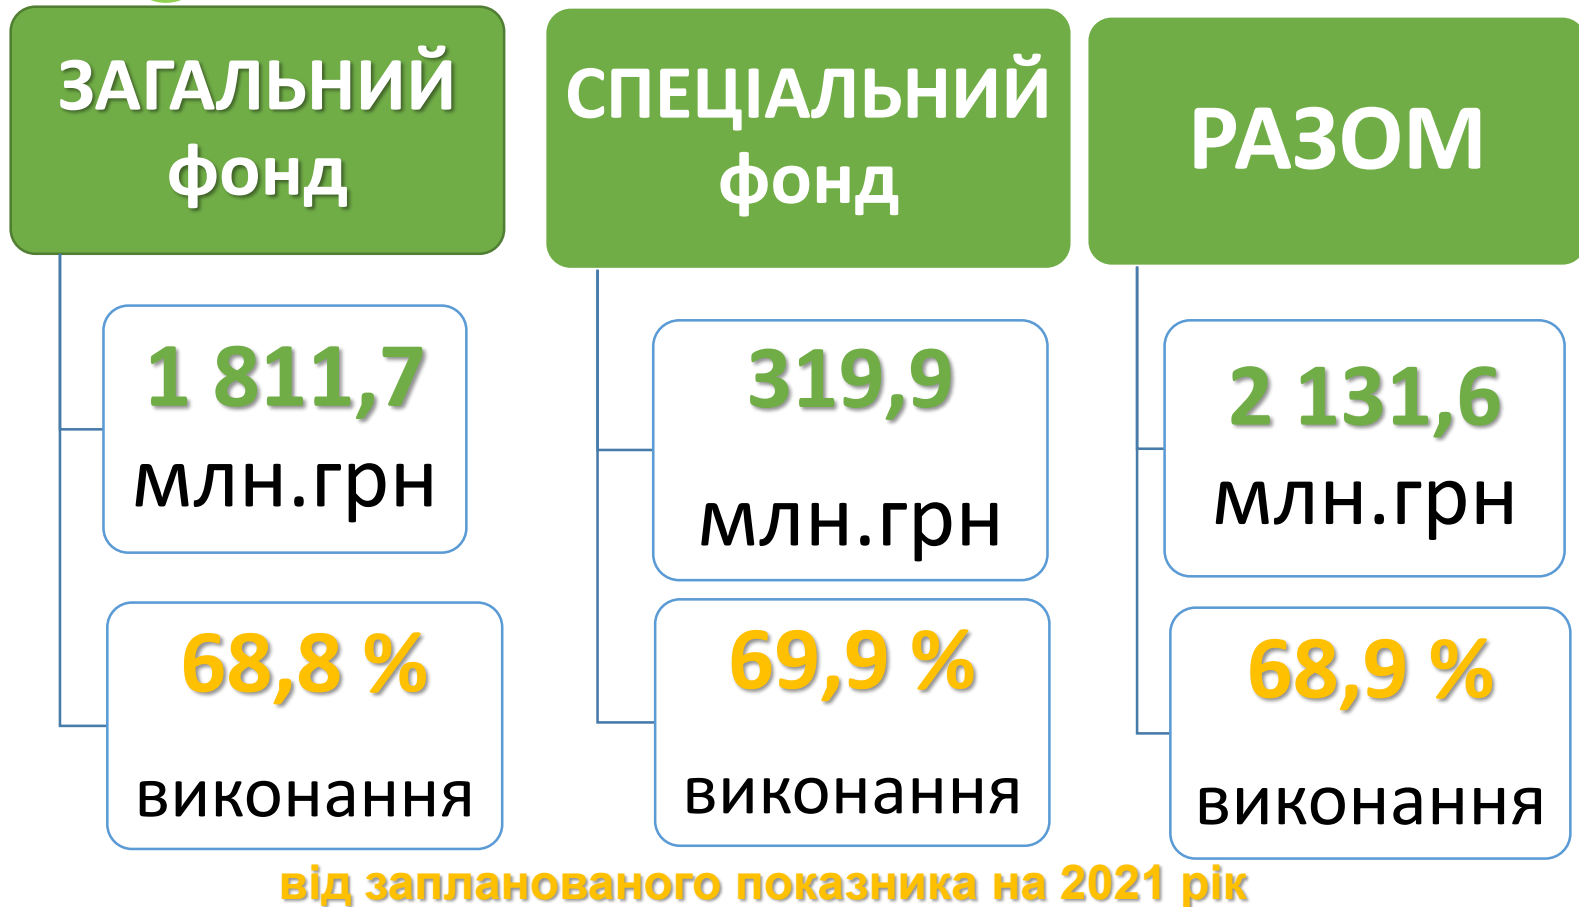 ЗАГАЛЬНИЙ
фонд
1 811,7
млн.грн
68,8 %
виконання
СПЕЦІАЛЬНИЙ
фонд
319,9
млн.грн
69,9 %
виконання
РАЗОМ
2 131,6
млн.грн
68,9 %
виконання
від запланованого показника на 2021 рік